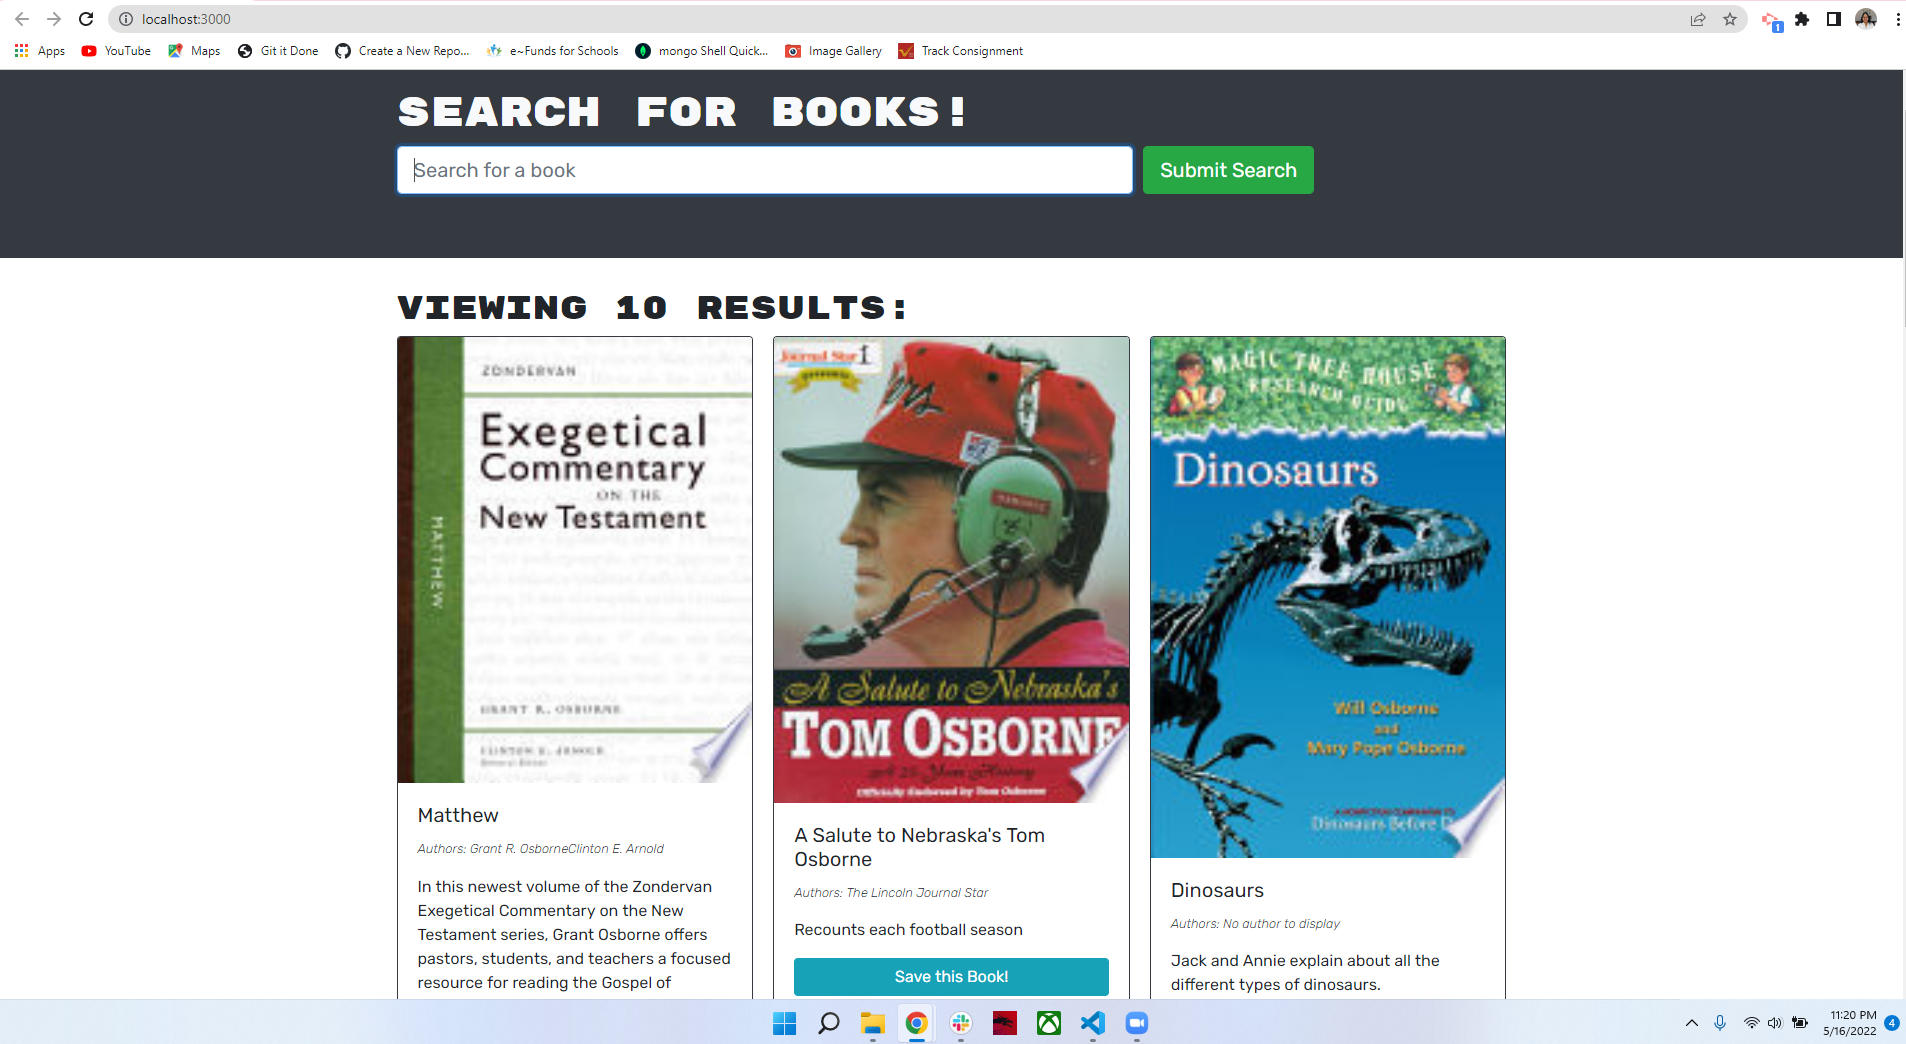 localhost:3000
Apps
YouTube
Maps
Git it Done
Create a New Repo...
e~Funds for Schools
mongo Shell Quick...
Image Gallery
Track Consignment
1
SEARCH FOR BOOKS!
Search for a book
Submit Search
VIEWING 10 RESULTS:
ZONDERVAN
Exegetical
Commentary
ON THE
New Testament
MATTHEW
GRANT R. OSBORNE
CLINTON E. ARNOLD
General Editor
Matthew
Authors: Grant R. OsborneClinton E. Arnold
In this newest volume of the Zondervan
Exegetical Commentary on the New
Testament series, Grant Osborne offers
pastors, students, and teachers a focused
resource for reading the Gospel of
Journal Star
A Salute to Nebraska's
TOM OSBORNE
A 25 Year History
Officially Endorsed by Tom Osborne
A Salute to Nebraska's Tom
Osborne
Authors: The Lincoln Journal Star
Recounts each football season
Save this Book!
MAGIC TREE HOUSE
RESEARCH GUIDE
Dinosaurs
Will Osborne
and
Mary Pope Osborne
A NONFICTION COMPANION TO
Dinosaurs Before D
Dinosaurs
Authors: No author to display
Jack and Annie explain about all the
different types of dinosaurs.
11:20 PM
5/16/2022
4